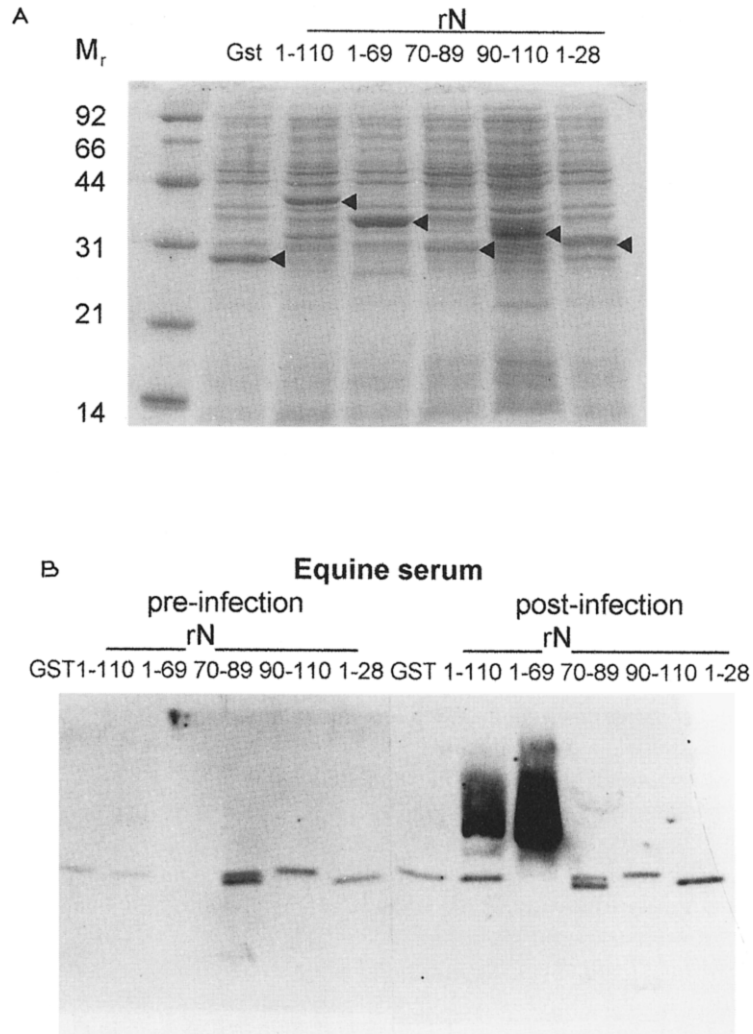 A
rN
Mr Gst 1-110 1-69 70-89 90-110 1-28
92
66
44
31
21
14
B Equine serum
pre-infection post-infection
rN rN
GST1-110 1-69 70-89 90-110 1-28 GST 1-110 1-69 70-89 90-110 1-28